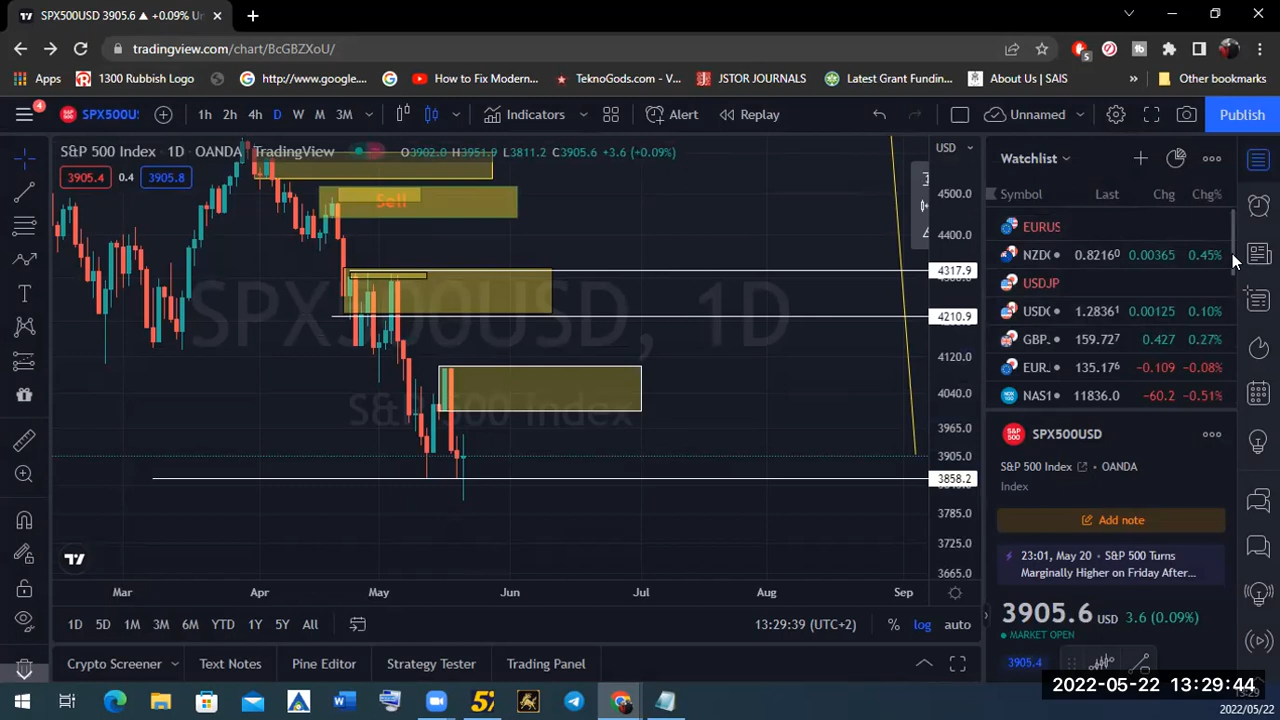 SPX500USD 3905.6 ▲ +0.09% Un
tradingview.com/chart/BcGBZXoU/
Apps 1300 Rubbish Logo http://www.google.... How to Fix Modern... TeknoGods.com - V... JSTOR JOURNALS Latest Grant Fundin... About Us | SAIS » Other bookmarks
4 SPX500U: 1h 2h 4h D W M 3M Indicators Alert Replay Unnamed Publish
S&P 500 Index • 1D • OANDA TradingView O3902.0 H3951.9 L3811.2 C3905.6 +3.6 (+0.09%)
3905.4 0.4 3905.8
Sell
SPX500USD, 1D
S&P 500 Index
USD
4500.0
4400.0
4317.9
4210.9
4120.0
4040.0
3965.0
3905.0
3858.2
3785.0
3725.0
3665.0
Mar Apr May Jun Jul Aug Sep
1D 5D 1M 3M 6M YTD 1Y 5Y All 13:29:39 (UTC+2) % log auto
Crypto Screener Text Notes Pine Editor Strategy Tester Trading Panel
Watchlist
Symbol Last Chg Chg%
EURUS
NZD 0.82160 0.00365 0.45%
USDJP
USD 1.28361 0.00125 0.10%
GBP 159.727 0.427 0.27%
EUR 135.176 -0.109 -0.08%
NAS1 11836.0 -60.2 -0.51%
SPX500USD
S&P 500 Index • OANDA
Index
Add note
23:01, May 20 • S&P 500 Turns
Marginally Higher on Friday After...
3905.6 USD 3.6 (0.09%)
MARKET OPEN
3905.4
2022-05-22 13:29:44
2022/05/22